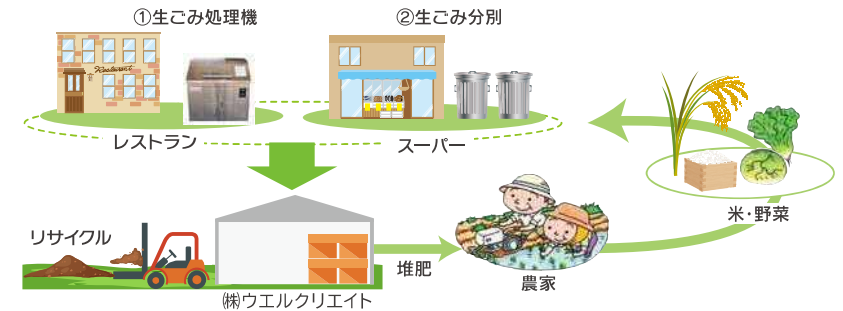 ①生ごみ処理機
②生ごみ分別
Restaurant
レストラン
スーパー
米・野菜
リサイクル
㈱ウエルクリエイト
堆肥
農家